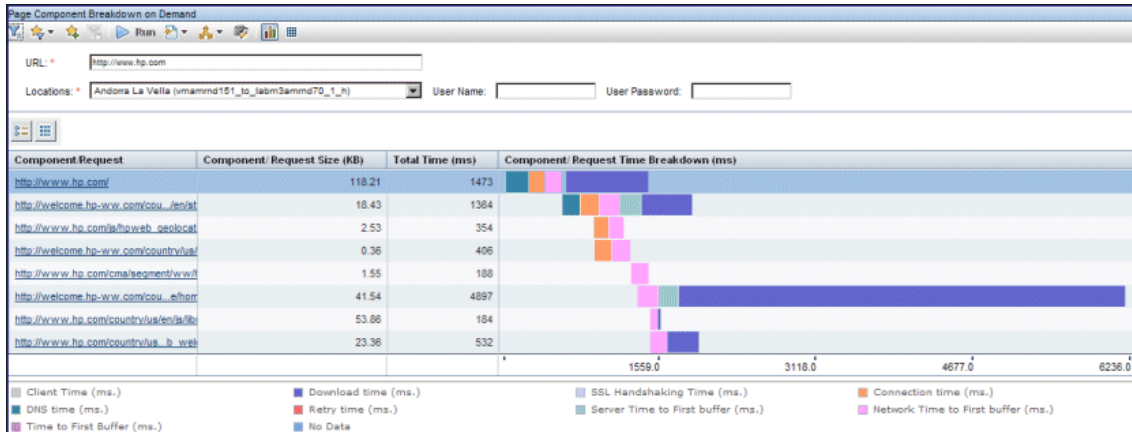 Page Component Breakdown on Demand
Run
URL: * http://www.hp.com
Locations: * Andorra La Vella (vmamrnd151_to_labm3amrnd70_1_h) User Name: User Password:
Component/Request Component/ Request Size (KB) Total Time (ms) Component/ Request Time Breakdown (ms)
http://www.hp.com/ 118.21 1473
http://welcome.hp-ww.com/cou.../en/st 18.43 1364
http://www.hp.com/js/hpweb_geolocat 2.53 354
http://welcome.hp-ww.com/country/us/ 0.36 406
http://www.hp.com/cma/segment/ww/ 1.55 188
http://welcome.hp-ww.com/cou...e/hom 41.54 4897
http://www.hp.com/country/us/en/js/lib 53.86 184
http://www.hp.com/country/us...b_wel 23.36 532
1559.0 3118.0 4677.0 6236.0
Client Time (ms.) Download time (ms.) SSL Handshaking Time (ms.) Connection time (ms.)
DNS time (ms.) Retry time (ms.) Server Time to First buffer (ms.) Network Time to First buffer (ms.)
Time to First Buffer (ms.) No Data